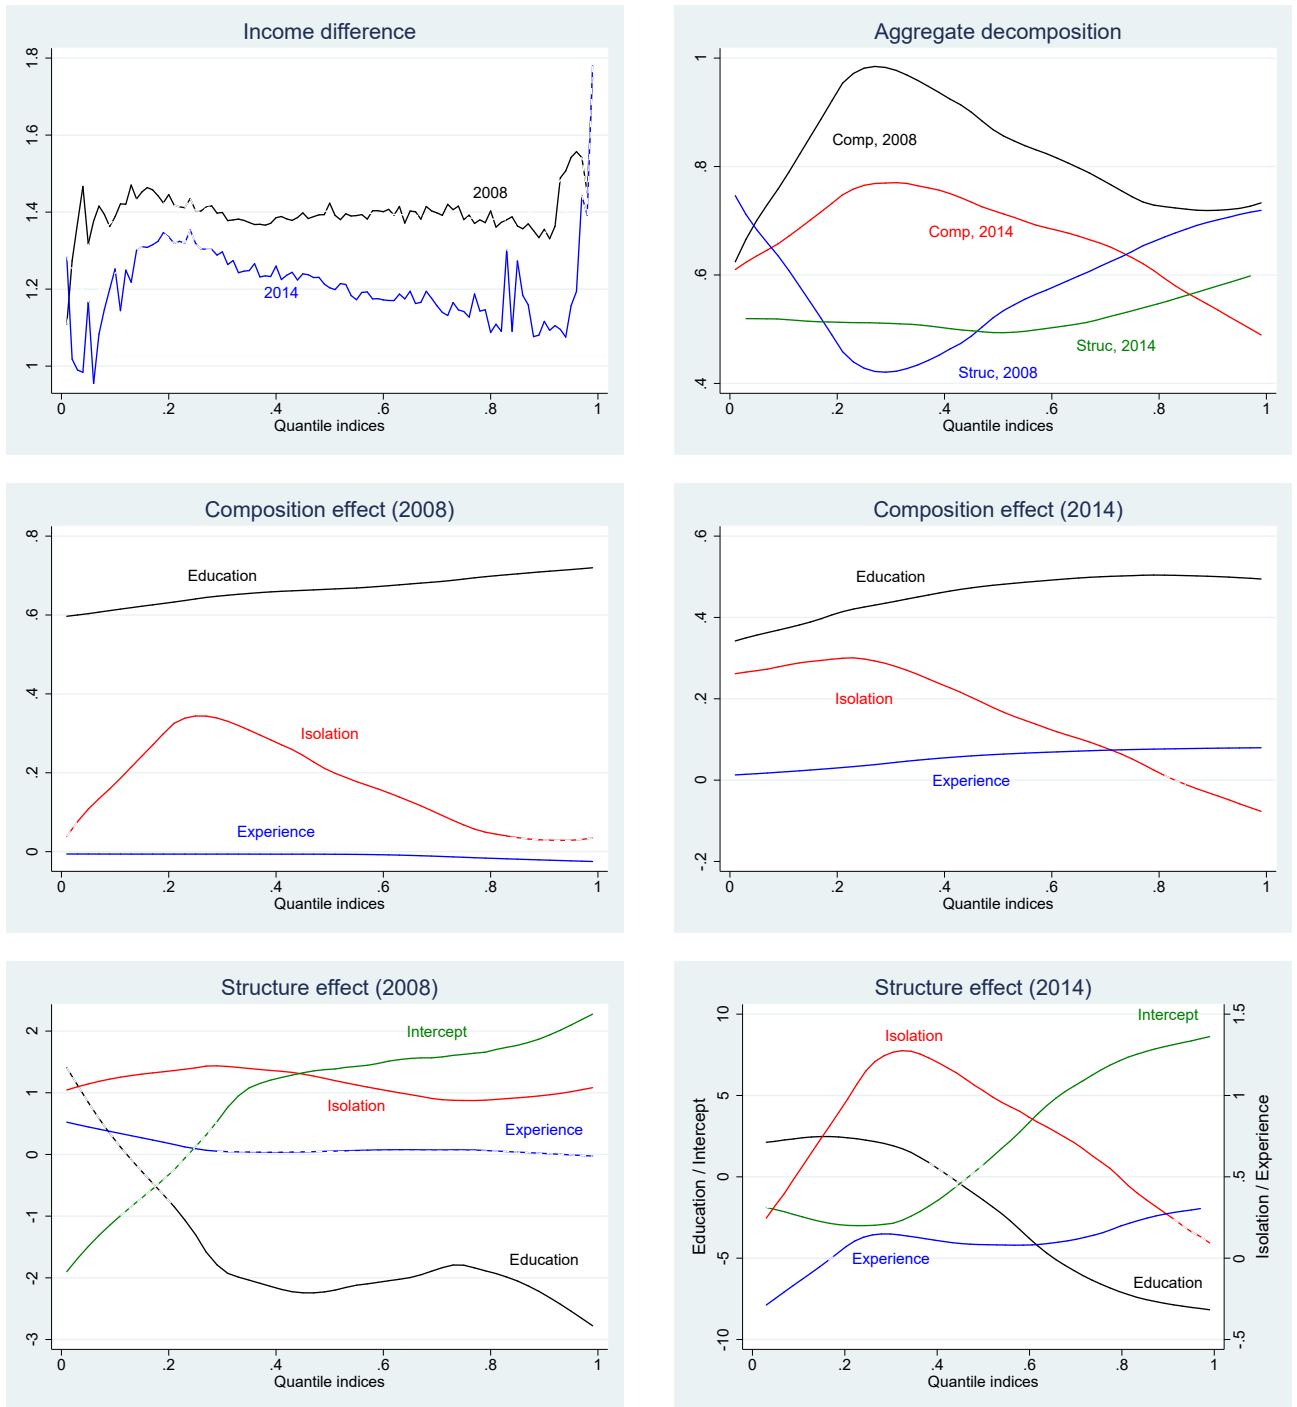 Income difference
1.8
1.6
1.4
1.2
1
2008
2014
0 .2 .4 .6 .8 1
Quantile indices
Aggregate decomposition
1
.8
.6
.4
Comp, 2008
Comp, 2014
Struc, 2014
Struc, 2008
0 .2 .4 .6 .8 1
Quantile indices
Composition effect (2008)
.8
.6
.4
.2
0
Education
Isolation
Experience
0 .2 .4 .6 .8 1
Quantile indices
Composition effect (2014)
.6
.4
.2
0
-.2
Education
Isolation
Experience
0 .2 .4 .6 .8 1
Quantile indices
Structure effect (2008)
2
1
0
-1
-2
-3
Intercept
Isolation
Experience
Education
0 .2 .4 .6 .8 1
Quantile indices
Structure effect (2014)
Education / Intercept
10
5
0
-5
-10
Intercept
Isolation
Experience
Education
1.5
1
.5
0
-.5
Isolation / Experience
0 .2 .4 .6 .8 1
Quantile indices